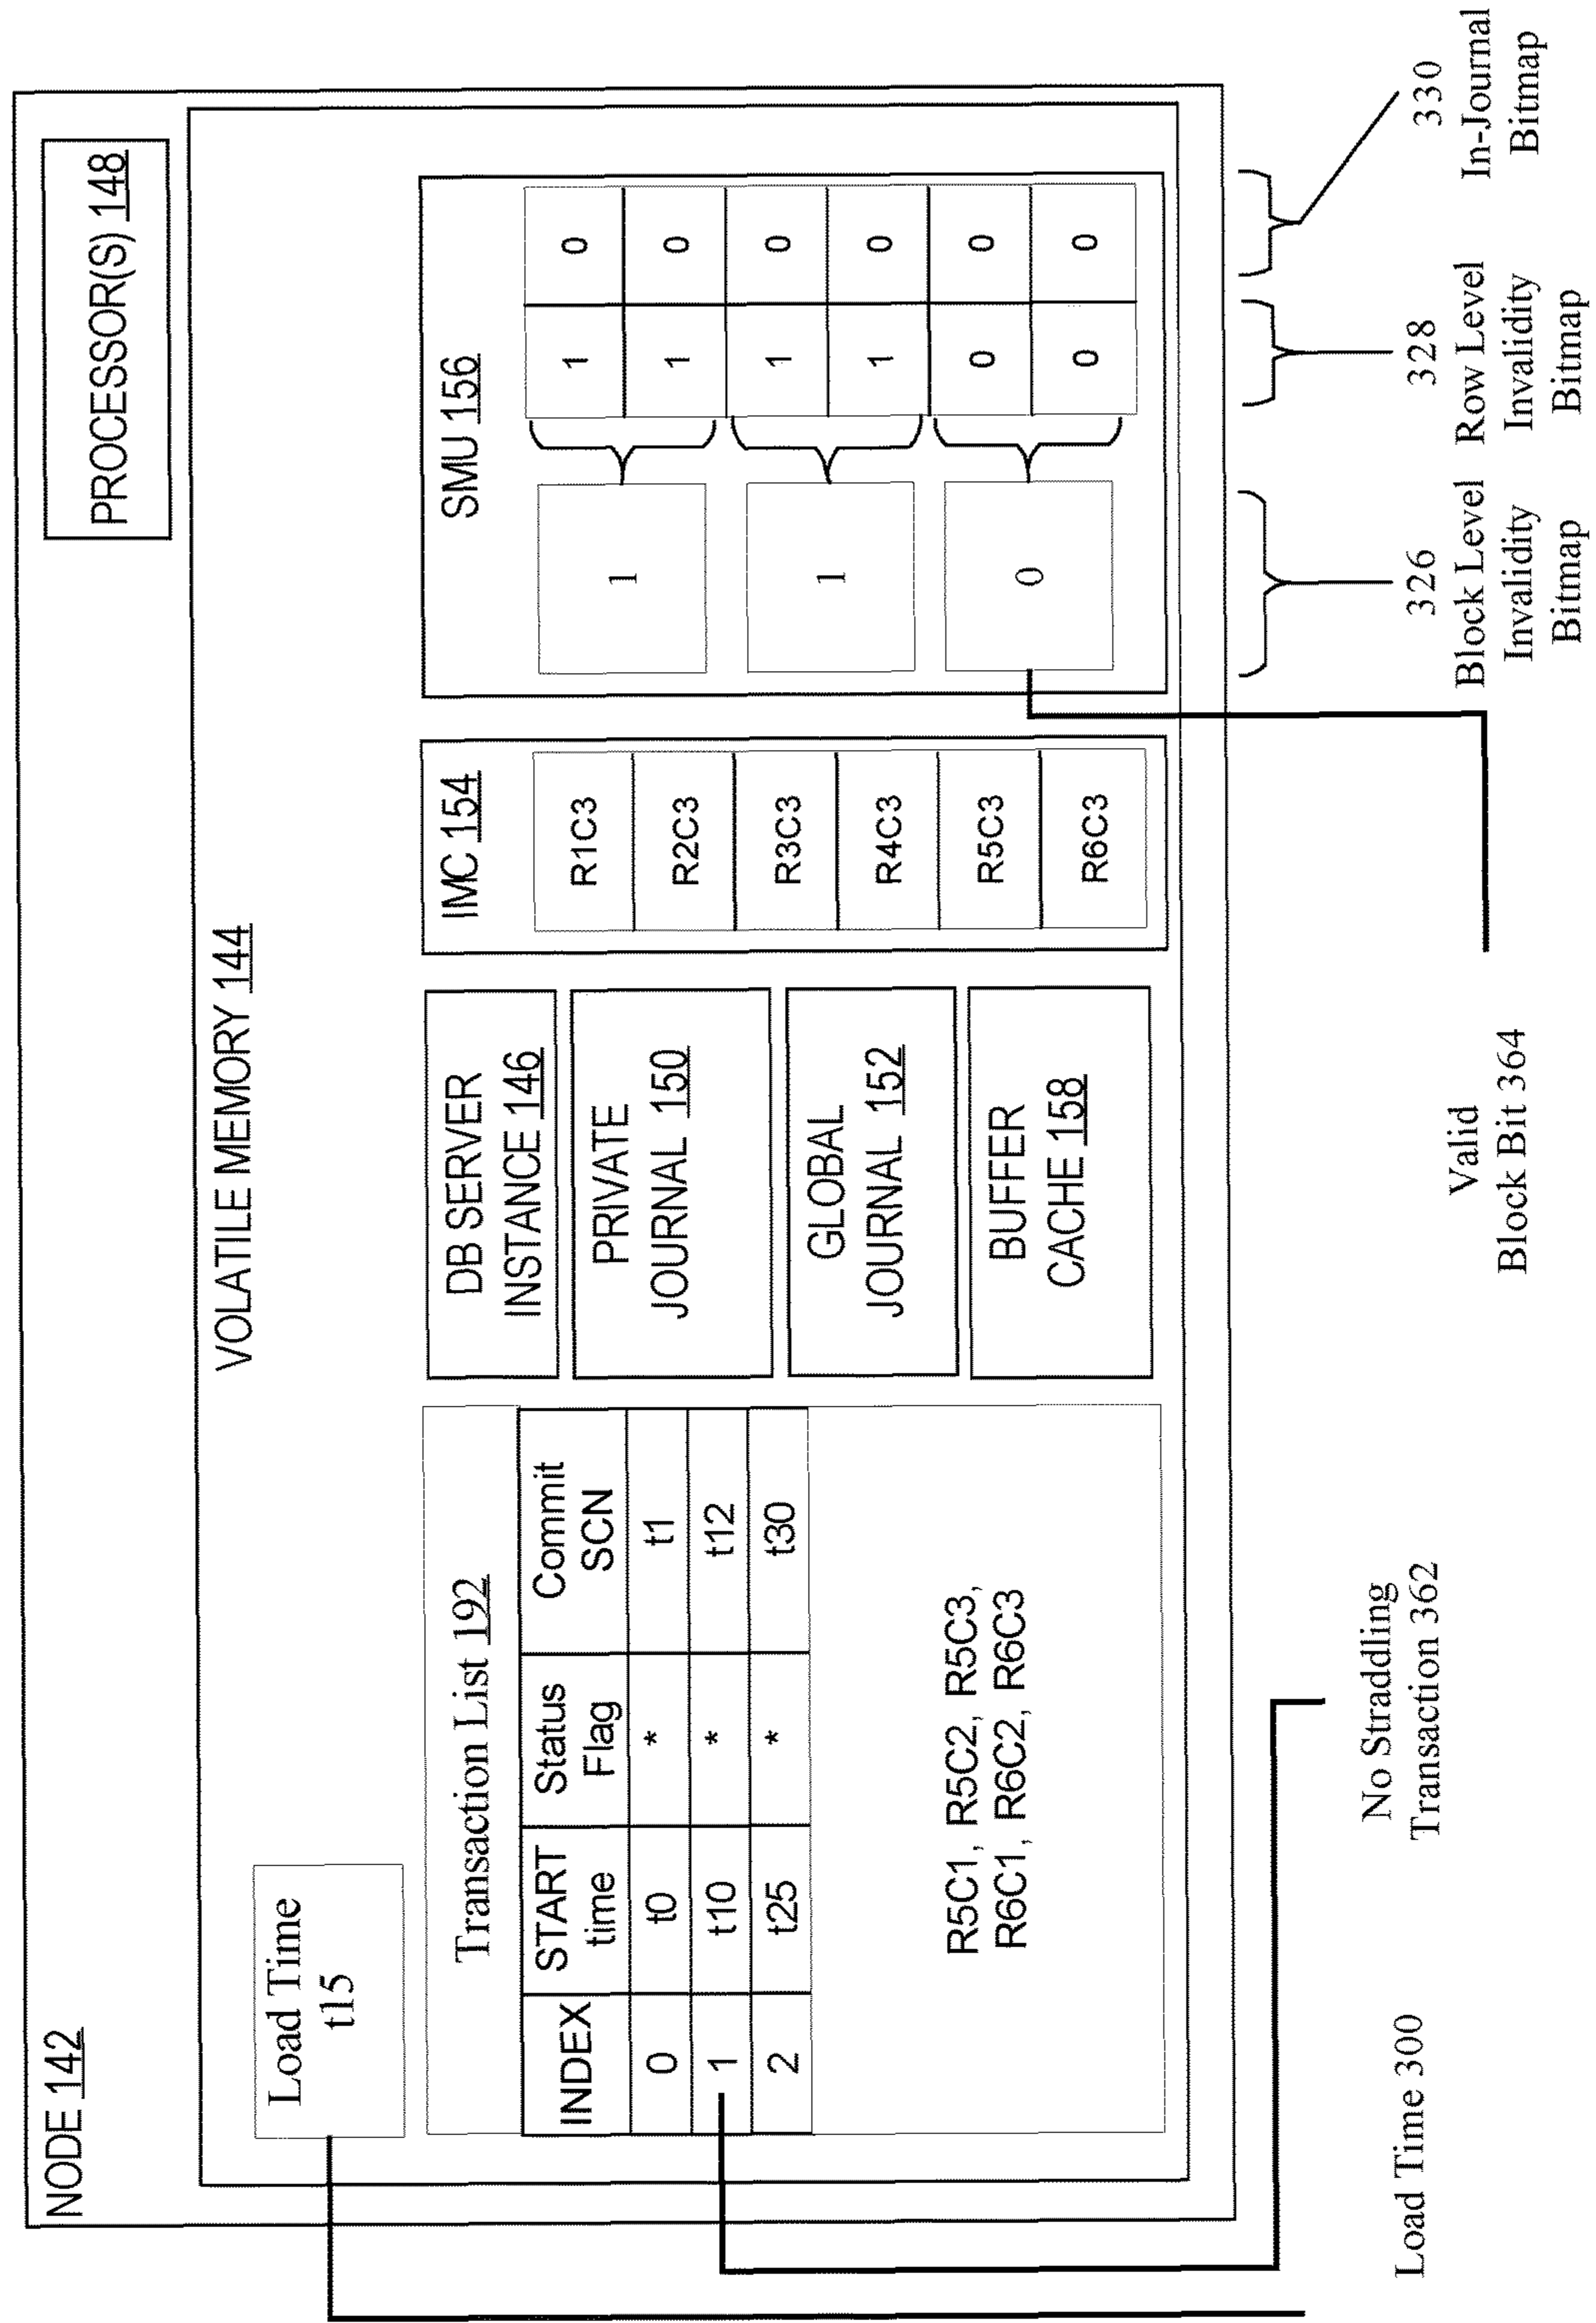 NODE 142
PROCESSOR(S) 148
VOLATILE MEMORY 144
Load Time
t15
Transaction List 192
INDEX START time Status Flag Commit SCN
0 t0 * t1
1 t10 * t12
2 t25 * t30
R5C1, R5C2, R5C3,
R6C1, R6C2, R6C3
DB SERVER
INSTANCE 146
PRIVATE
JOURNAL 150
GLOBAL
JOURNAL 152
BUFFER
CACHE 158
IMC 154
R1C3
R2C3
R3C3
R4C3
R5C3
R6C3
SMU 156
1
1
0
1 0
1 0
1 0
1 0
0 0
0 0
Load Time 300
No Straddling
Transaction 362
Valid
Block Bit 364
326
Block Level
Invalidity
Bitmap
328
Row Level
Invalidity
Bitmap
330
In-Journal
Bitmap